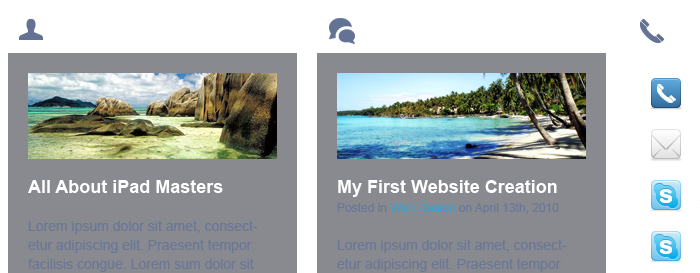 All About iPad Masters
Lorem ipsum dolor sit amet, consect-
etur adipiscing elit. Praesent tempor
facilisis congue. Lorem sum dolor sit
My First Website Creation
Posted in on April 13th, 2010
Lorem ipsum dolor sit amet, consect-
etur adipiscing elit. Praesent tempor
S
S